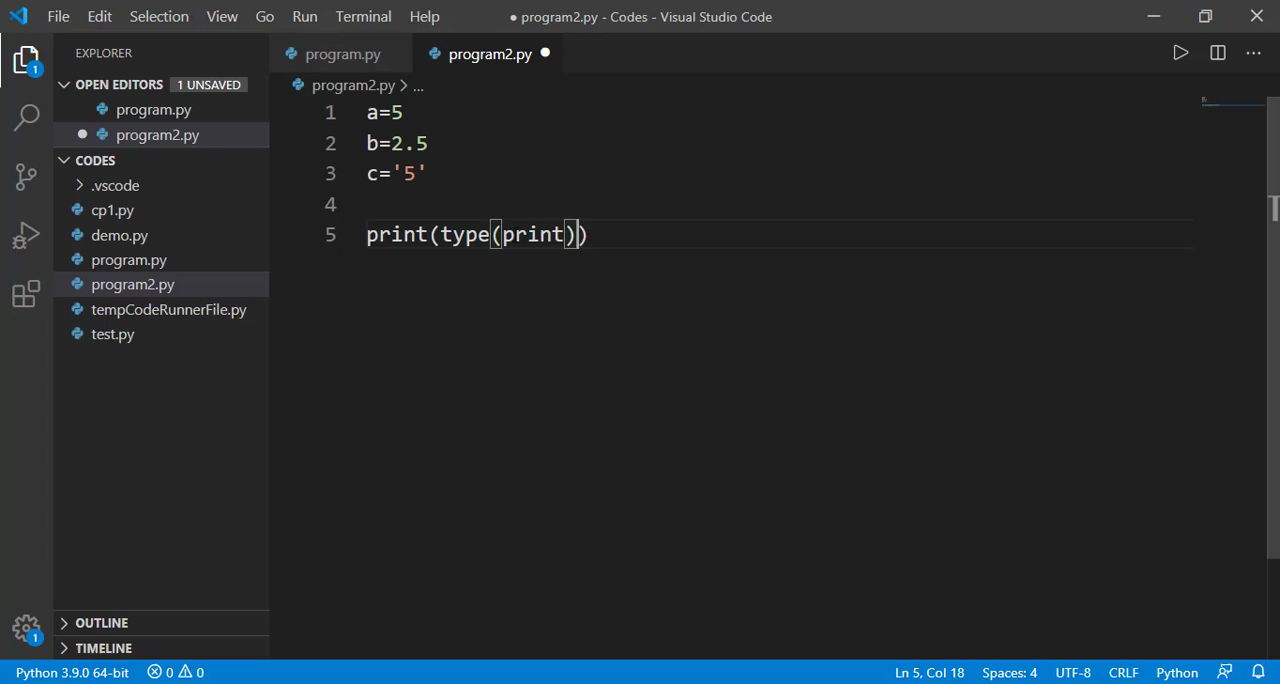 File Edit Selection View Go Run Terminal Help ● program2.py - Codes - Visual Studio Code
EXPLORER
program.py program2.py
OPEN EDITORS 1 UNSAVED
program.py
program2.py
CODES
.vscode
cp1.py
demo.py
program.py
program2.py
tempCodeRunnerFile.py
test.py
OUTLINE
TIMELINE
program2.py > ...
1 a=5
2 b=2.5
3 c='5'
4
5 print(type(print))
1
1
Python 3.9.0 64-bit 0 0 Ln 5, Col 18 Spaces: 4 UTF-8 CRLF Python